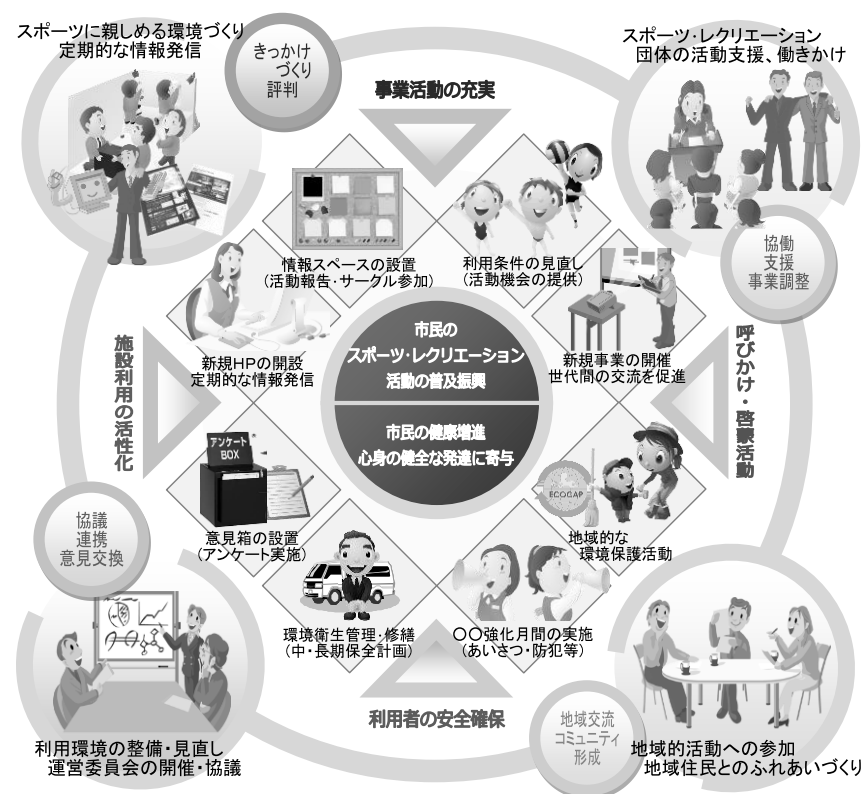 スポーツに親しめる環境づくり
定期的な情報発信
きっかけ
づくり
評判
事業活動の充実
スポーツ・レクリエーション
団体の活動支援、働きかけ
協働
支援
事業調整
情報スペースの設置
(活動報告・サークル参加)
利用条件の見直し
(活動機会の提供)
新規HPの開設
定期的な情報発信
新規事業の開催
世代間の交流を促進
施設利用の活性化
呼びかけ・啓蒙活動
市民の
スポーツ・レクリエーション
活動の普及振興
市民の健康増進
心身の健全な発達に寄与
アンケート
BOX
意見箱の設置
(アンケート実施)
ECOCAP
地域的な
環境保護活動
環境衛生管理・修繕
(中・長期保全計画)
〇〇強化月間の実施
(あいさつ・防犯等)
利用者の安全確保
協議
連携
意見交換
利用環境の整備・見直し
運営委員会の開催・協議
地域交流
コミュニティ
形成
地域的活動への参加
地域住民とのふれあいづくり